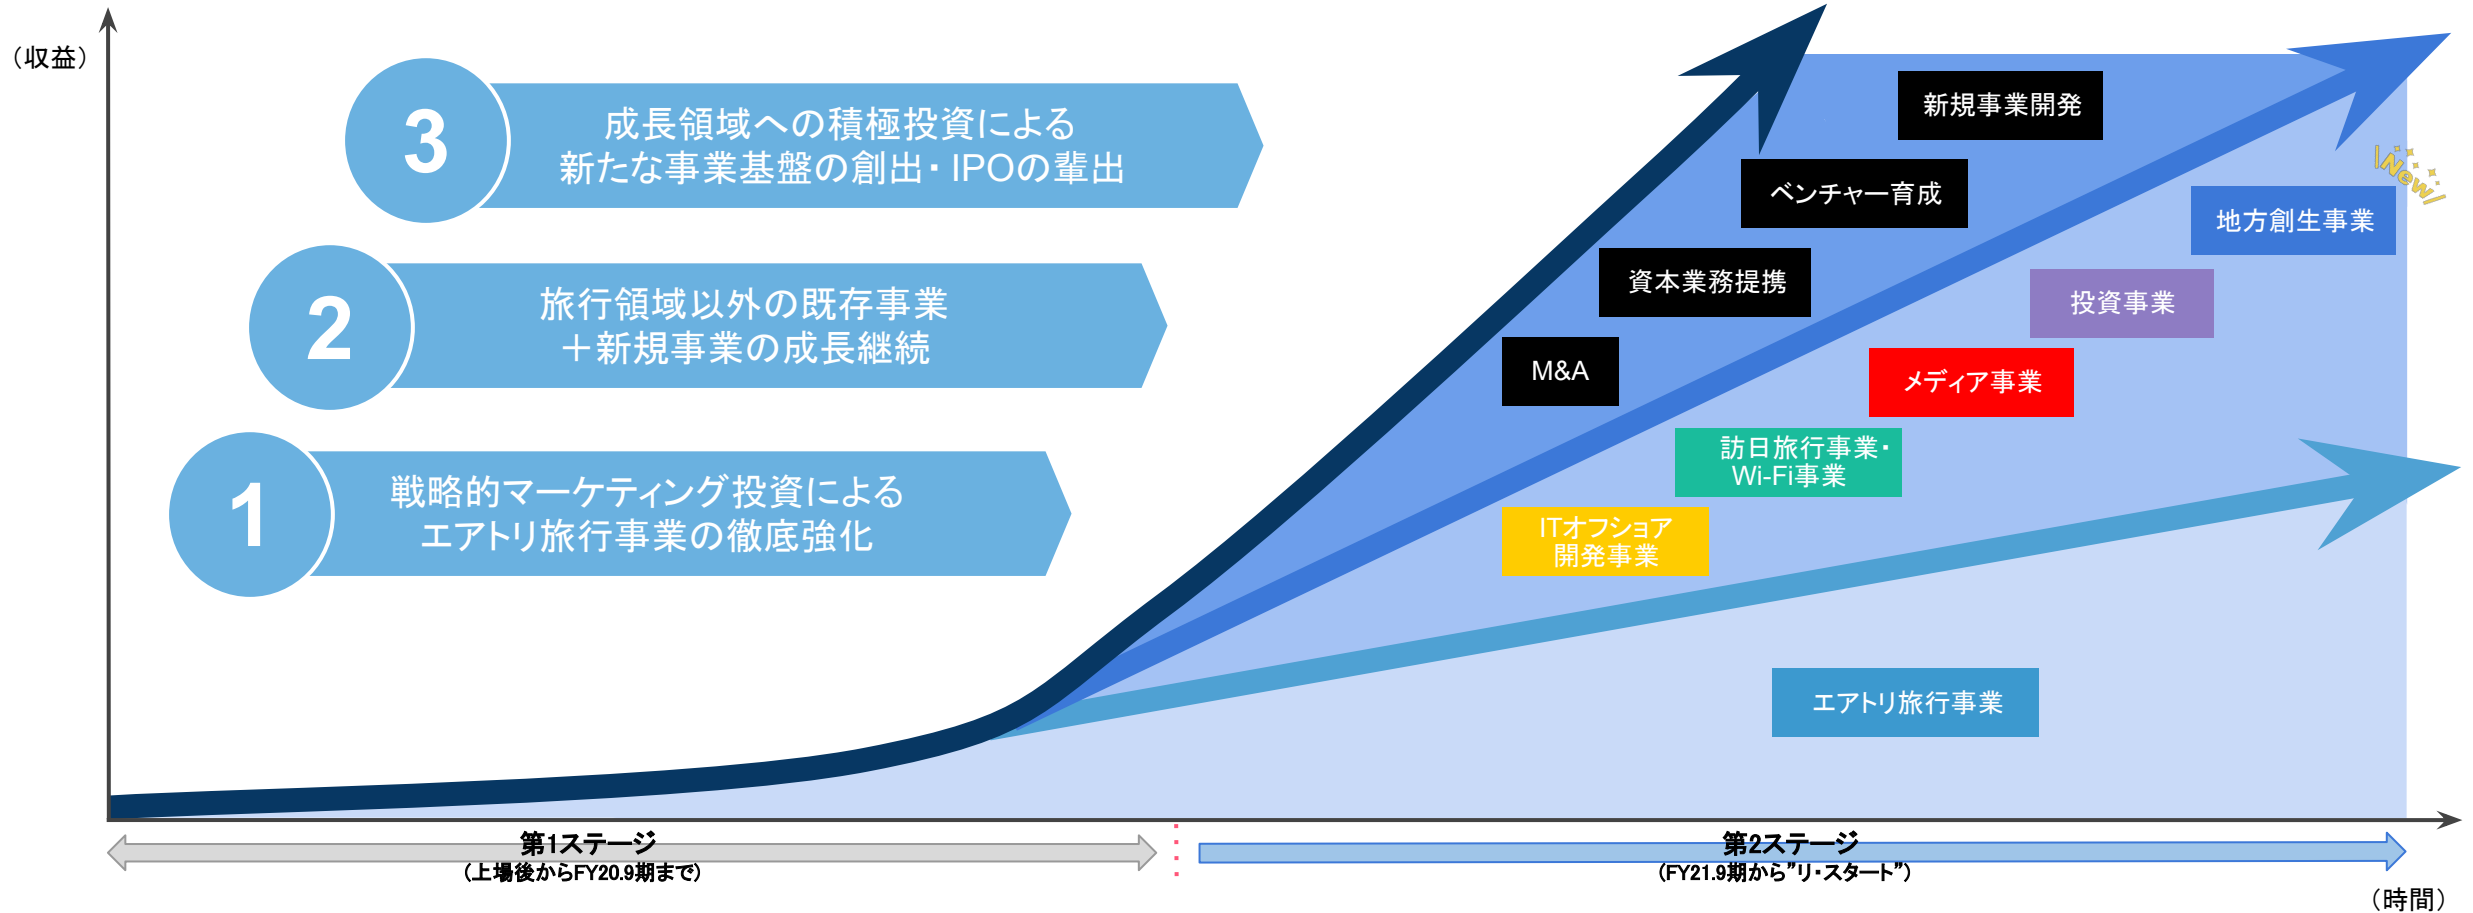 （収益）
3
成長領域への積極投資による
新たな事業基盤の創出・IPOの輩出
2
旅行領域以外の既存事業
＋新規事業の成長継続
1
戦略的マーケティング投資による
エアトリ旅行事業の徹底強化
新規事業開発
ベンチャー育成
資本業務提携
M&A
New
地方創生事業
投資事業
メディア事業
訪日旅行事業・
Wi-Fi事業
ITオフショア
開発事業
エアトリ旅行事業
第1ステージ
（上場後からFY20.9期まで）
第2ステージ
（FY21.9期から”リ・スタート”）
（時間）